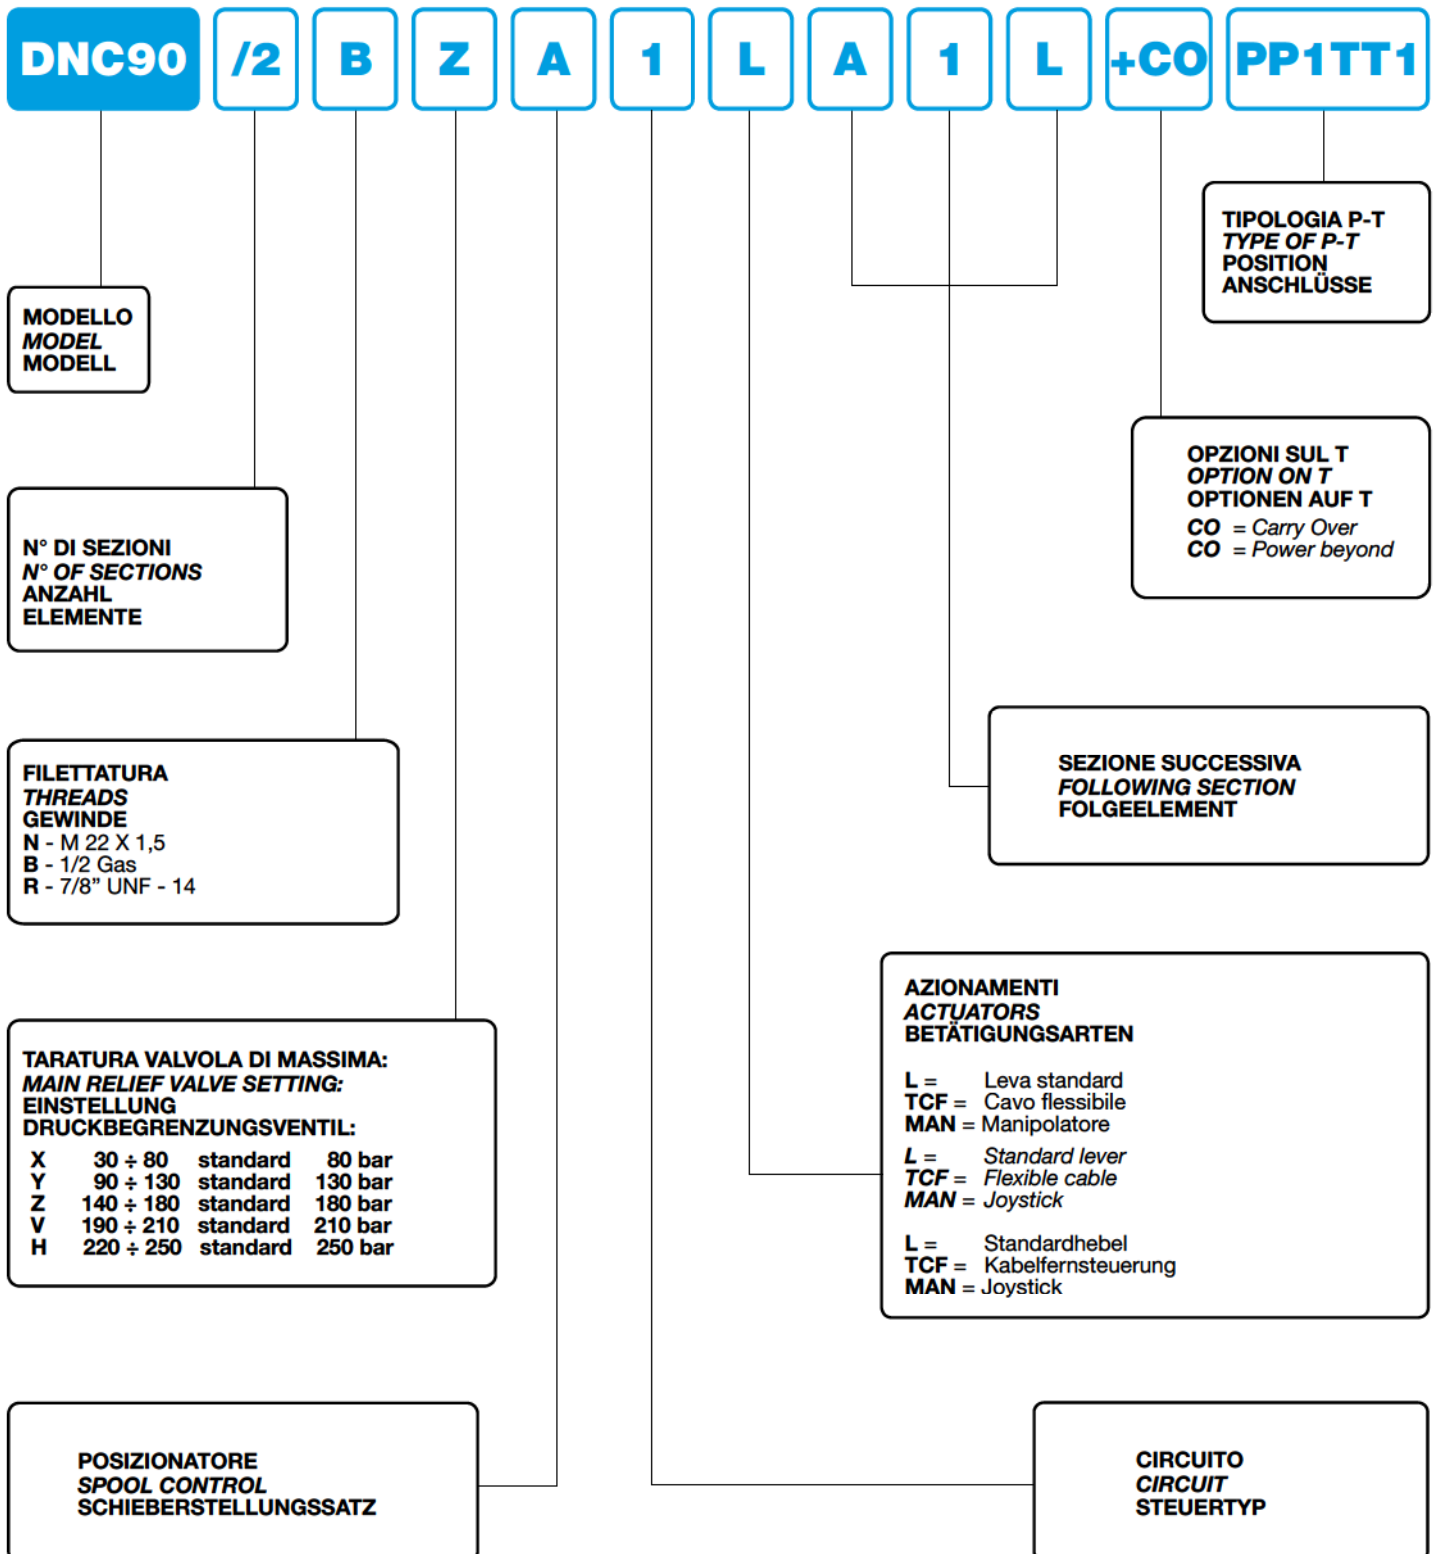 DNC90 /2 B Z A 1 L A 1 L +CO PP1TT1
TIPOLOGIA P-T
TYPE OF P-T
POSITION
ANSCHLÜSSE
MODELLO
MODEL
MODELL
OPZIONI SUL T
OPTION ON T
OPTIONEN AUF T
CO = Carry Over
CO = Power beyond
N° DI SEZIONI
N° OF SECTIONS
ANZAHL
ELEMENTE
SEZIONE SUCCESSIVA
FOLLOWING SECTION
FOLGEELEMENT
FILETTATURA
THREADS
GEWINDE
N - M 22 X 1,5
B - 1/2 Gas
R - 7/8” UNF - 14
AZIONAMENTI
ACTUATORS
BETÄTIGUNGSARTEN
L = Leva standard
TCF = Cavo flessibile
MAN = Manipolatore
L = Standard lever
TCF = Flexible cable
MAN = Joystick
L = Standardhebel
TCF = Kabelfernsteuerung
MAN = Joystick
TARATURA VALVOLA DI MASSIMA:
MAIN RELIEF VALVE SETTING:
EINSTELLUNG
DRUCKBEGRENZUNGSVENTIL:
X 30 ÷ 80 standard 80 bar
Y 90 ÷ 130 standard 130 bar
Z 140 ÷ 180 standard 180 bar
V 190 ÷ 210 standard 210 bar
H 220 ÷ 250 standard 250 bar
POSIZIONATORE
SPOOL CONTROL
SCHIEBERSTELLUNGSSATZ
CIRCUITO
CIRCUIT
STEUERTYP